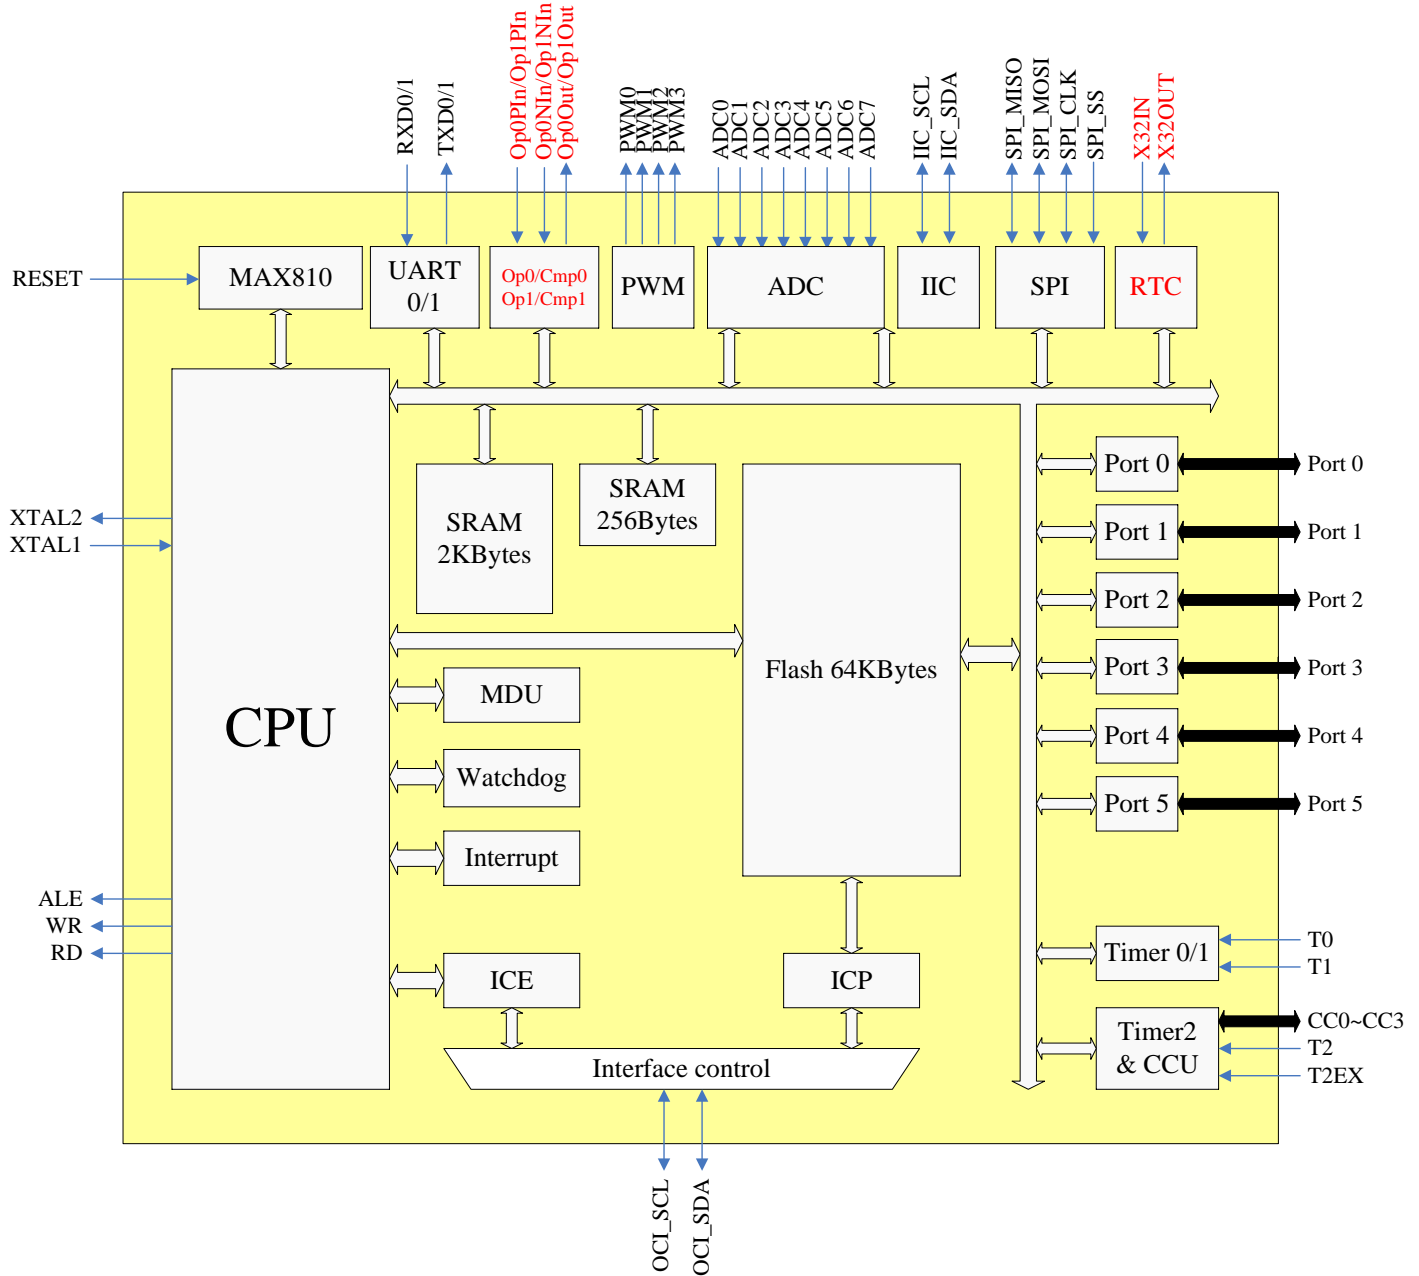 RXD0/1
TXD0/1
Op0PIn/Op1PIn
Op0NIn/Op1NIn
Op0Out/Op1Out
PWM0
PWM1
PWM2
PWM3
ADC0
ADC1
ADC2
ADC3
ADC4
ADC5
ADC6
ADC7
IIC_SCL
IIC_SDA
SPI_MISO
SPI_MOSI
SPI_CLK
SPI_SS
X32IN
X32OUT
RESET
MAX810
UART
0/1
Op0/Cmp0
Op1/Cmp1
PWM
ADC
IIC
SPI
RTC
XTAL2
XTAL1
CPU
SRAM
2KBytes
SRAM
256Bytes
Flash 64KBytes
Port 0
Port 0
Port 1
Port 1
Port 2
Port 2
Port 3
Port 3
Port 4
Port 4
Port 5
Port 5
MDU
Watchdog
Interrupt
ALE
WR
RD
ICE
ICP
Timer 0/1
T0
T1
Timer2
& CCU
CC0~CC3
T2
T2EX
Interface control
OCI_SCL
OCI_SDA